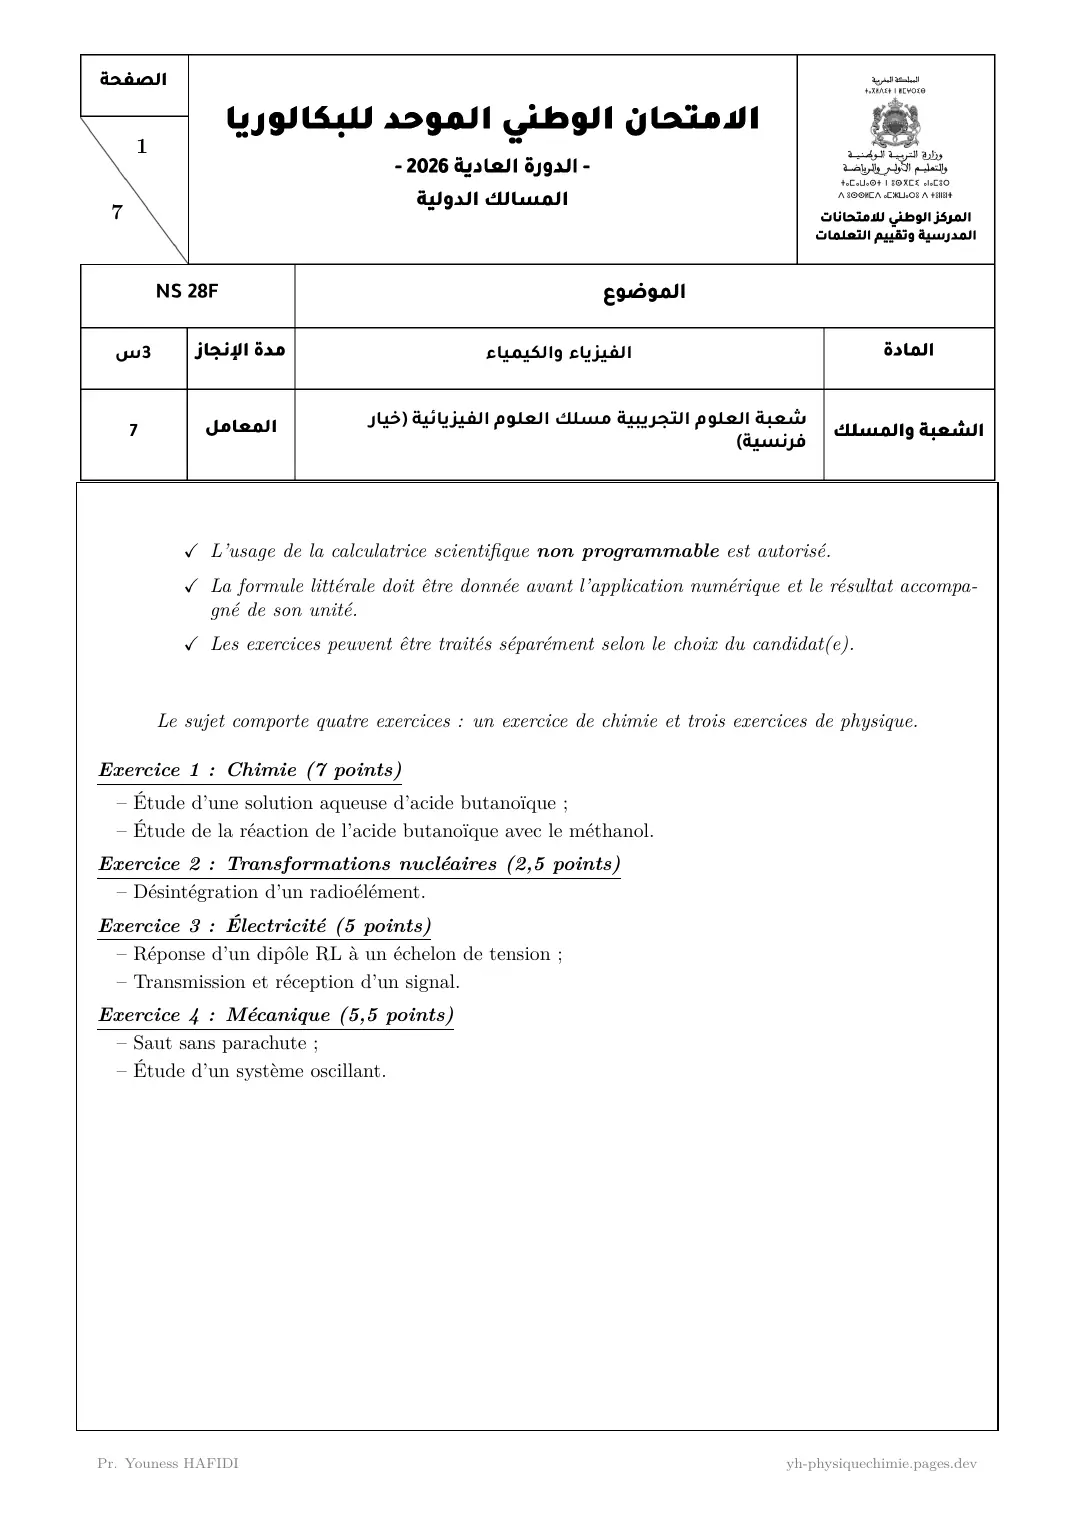 الصفحة
1
7
الامتحان الوطني الموحد للبكالوريا
- الدورة العادية 2026 -
المسالك الدولية
المملكة المغربية
ⵜⴰⴳⵍⴷⵉⵜ ⵏ ⵍⵎⵖⵔⵉⴱ
وزارة التربية الوطنية
والتعليم الأولي والرياضة
المركز الوطني للامتحانات
المدرسية وتقييم التعلمات
NS 28F
الموضوع
3س
مدة الإنجاز
الفيزياء والكيمياء
المادة
7
المعامل
شعبة العلوم التجريبية مسلك العلوم الفيزيائية (خيار
فرنسية)
الشعبة والمسلك
✓ L'usage de la calculatrice scientifique non programmable est autorisé.
✓ La formule littérale doit être donnée avant l'application numérique et le résultat accompa-
gné de son unité.
✓ Les exercices peuvent être traités séparément selon le choix du candidat(e).
Le sujet comporte quatre exercices : un exercice de chimie et trois exercices de physique.
Exercice 1 : Chimie (7 points)
– Étude d'une solution aqueuse d'acide butanoïque ;
– Étude de la réaction de l'acide butanoïque avec le méthanol.
Exercice 2 : Transformations nucléaires (2,5 points)
– Désintégration d'un radioélément.
Exercice 3 : Électricité (5 points)
– Réponse d'un dipôle RL à un échelon de tension ;
– Transmission et réception d'un signal.
Exercice 4 : Mécanique (5,5 points)
– Saut sans parachute ;
– Étude d'un système oscillant.
Pr. Youness HAFIDI
yh-physiquechimie.pages.dev